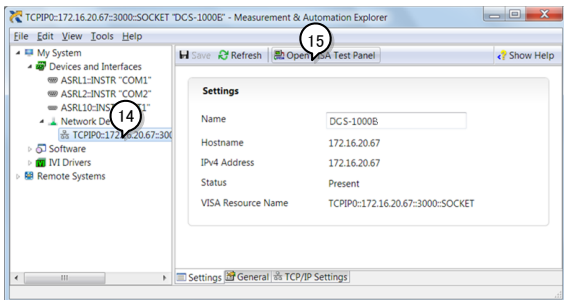 TCPIP0::172.16.20.67::3000::SOCKET "DCS-1000B" - Measurement & Automation Explorer
File Edit View Tools Help
My System
Devices and Interfaces
ASRL1::INSTR "COM1"
ASRL2::INSTR "COM2"
ASRL10::INST
Network De
TCPIP0::172. .20.67::300
Software
IVI Drivers
Remote Systems
14
15
Save Refresh Open SA Test Panel Show Help
Settings
Name DCS-1000B
Hostname 172.16.20.67
IPv4 Address 172.16.20.67
Status Present
VISA Resource Name TCPIP0::172.16.20.67::3000::SOCKET
Settings General TCP/IP Settings